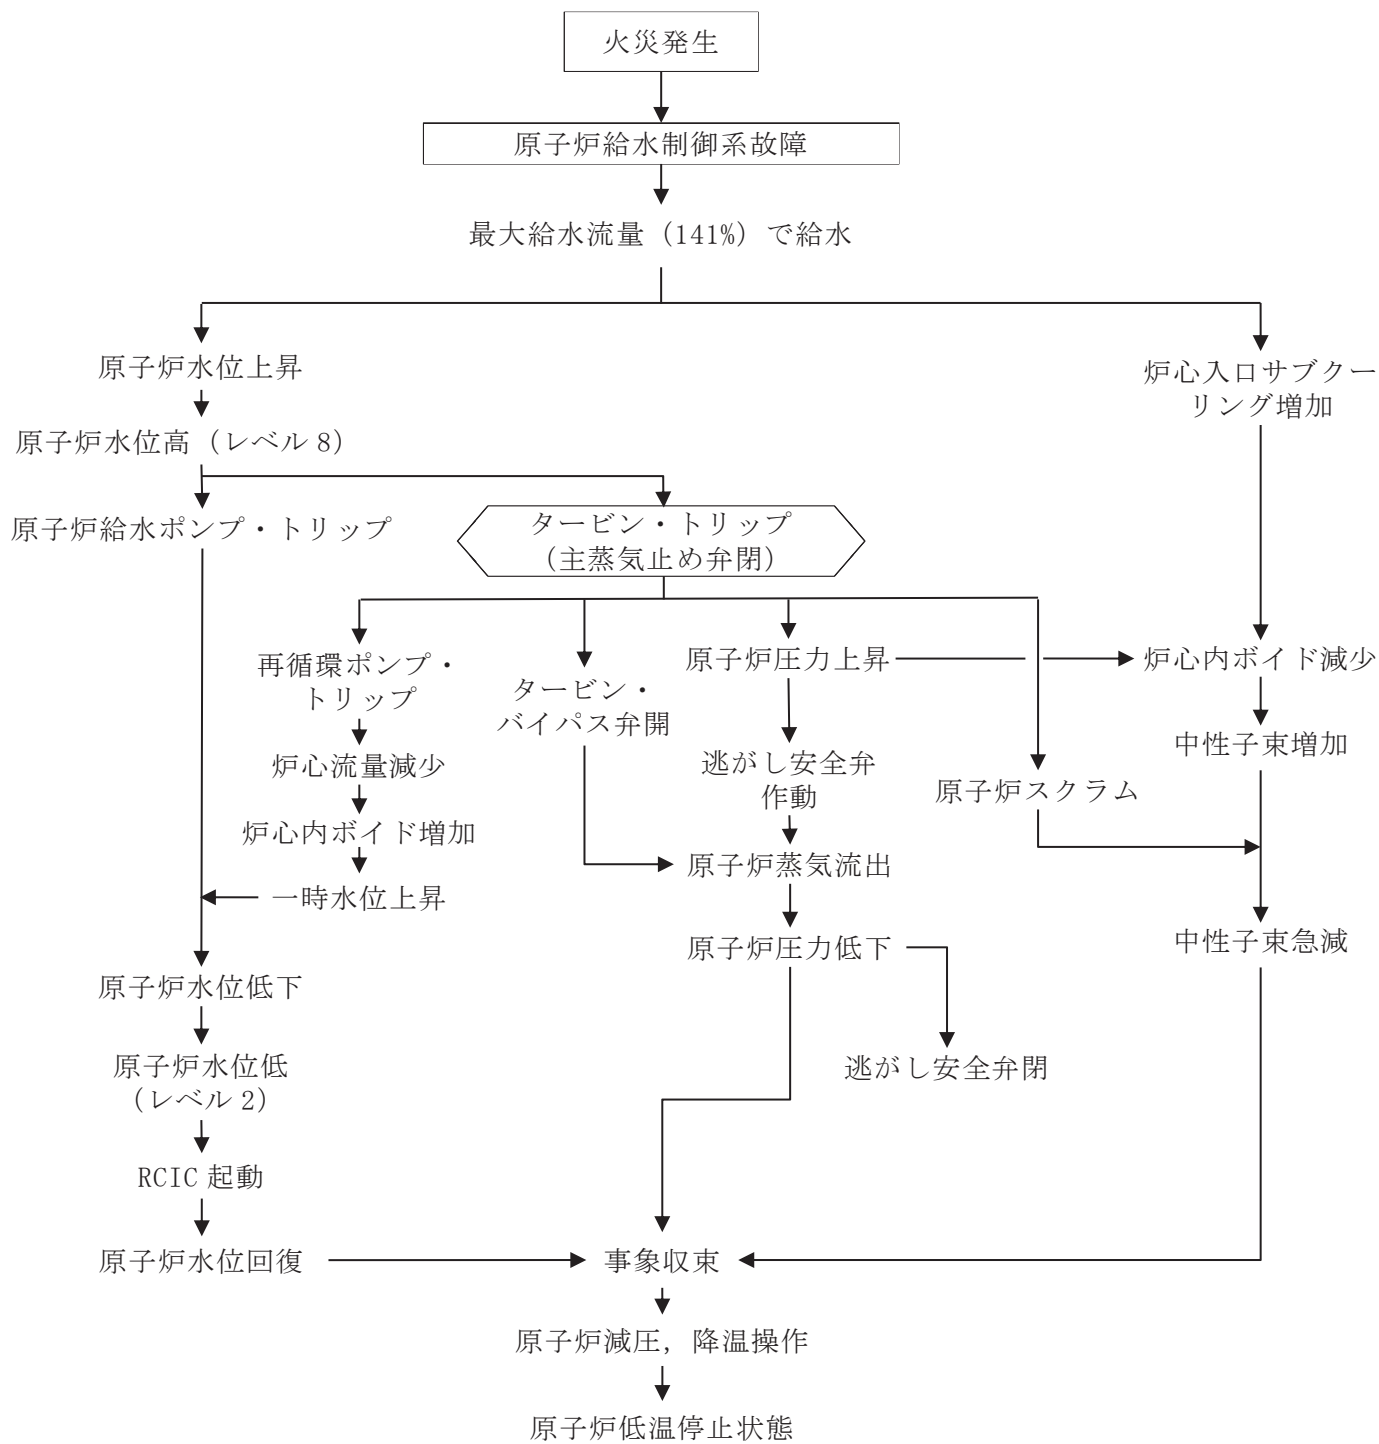 火災発生
原子炉給水制御系故障
最大給水流量（141%）で給水
原子炉水位上昇
炉心入口サブクー
リング増加
原子炉水位高（レベル8）
原子炉給水ポンプ・トリップ
タービン・トリップ
（主蒸気止め弁閉）
再循環ポンプ・
トリップ
タービン・
バイパス弁開
原子炉圧力上昇
炉心内ボイド減少
中性子束増加
炉心流量減少
逃がし安全弁
作動
原子炉スクラム
炉心内ボイド増加
原子炉蒸気流出
一時水位上昇
原子炉圧力低下
中性子束急減
原子炉水位低下
原子炉水位低
（レベル2）
逃がし安全弁閉
RCIC起動
原子炉水位回復
事象収束
原子炉減圧，降温操作
原子炉低温停止状態